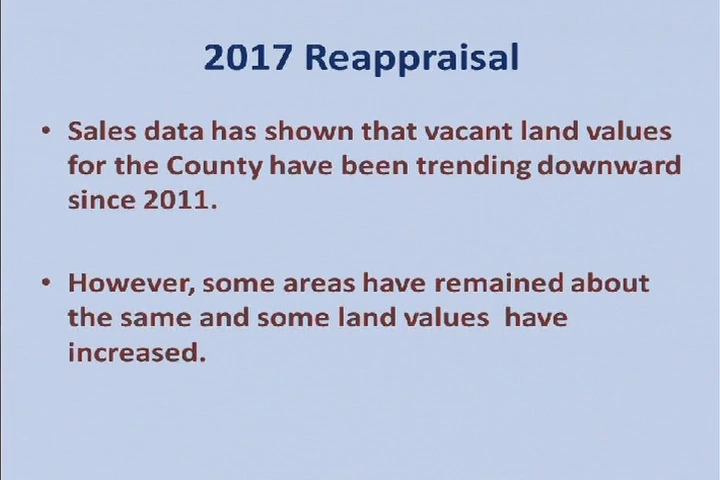 2017 Reappraisal
• Sales data has shown that vacant land values
for the County have been trending downward
since 2011.
• However, some areas have remained about
the same and some land values have
increased.